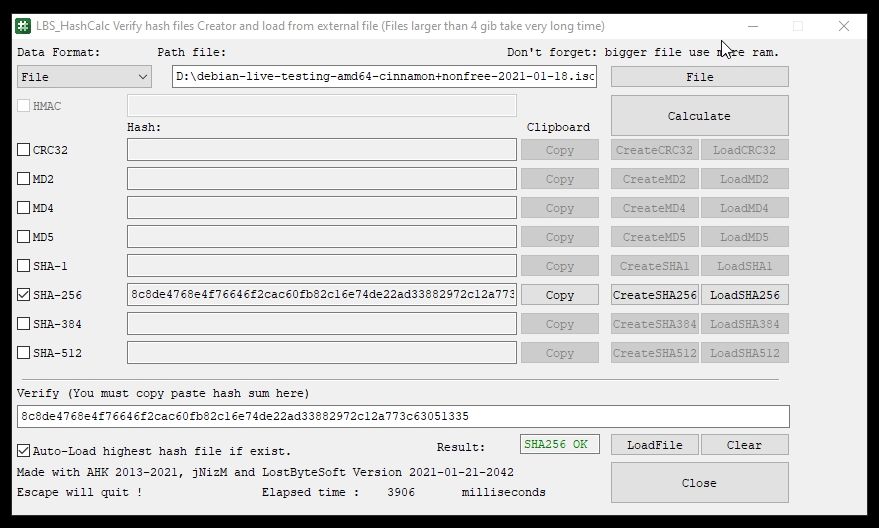 LBS_HashCalc Verify hash files Creator and load from external file (Files larger than 4 gib take very long time)
Data Format: Path file: Don't forget: bigger file use more ram.
File D:\debian-live-testing-amd64-cinnamon+nonfree-2021-01-18.iso File
HMAC Calculate
Hash: Clipboard
CRC32 Copy CreateCRC32 LoadCRC32
MD2 Copy CreateMD2 LoadMD2
MD4 Copy CreateMD4 LoadMD4
MD5 Copy CreateMD5 LoadMD5
SHA-1 Copy CreateSHA1 LoadSHA1
SHA-256 8c8de4768e4f76646f2cac60fb82c16e74de22ad33882972c12a773 Copy CreateSHA256 LoadSHA256
SHA-384 Copy CreateSHA384 LoadSHA384
SHA-512 Copy CreateSHA512 LoadSHA512
Verify (You must copy paste hash sum here)
8c8de4768e4f76646f2cac60fb82c16e74de22ad33882972c12a773c63051335
Auto-Load highest hash file if exist. Result: SHA256 OK LoadFile Clear
Made with AHK 2013-2021, jNizM and LostByteSoft Version 2021-01-21-2042
Escape will quit ! Elapsed time : 3906 milliseconds Close